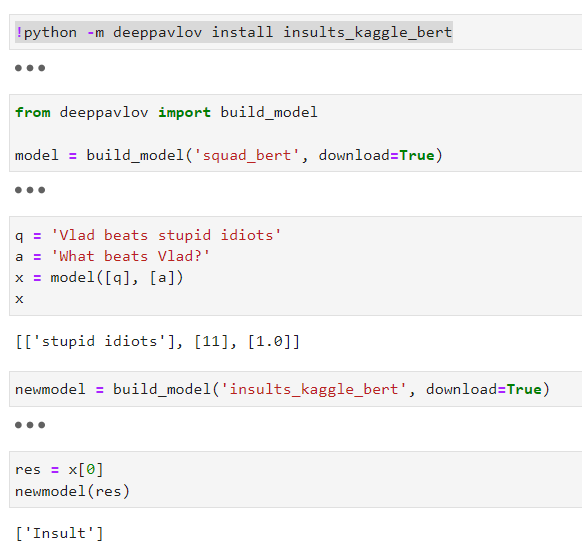 !python -m deeppavlov install insults_kaggle_bert
from deeppavlov import build_model
model = build_model('squad_bert', download=True)
q = 'Vlad beats stupid idiots'
a = 'What beats Vlad?'
x = model([q], [a])
x
[['stupid idiots'], [11], [1.0]]
newmodel = build_model('insults_kaggle_bert', download=True)
res = x[0]
newmodel(res)
['Insult']